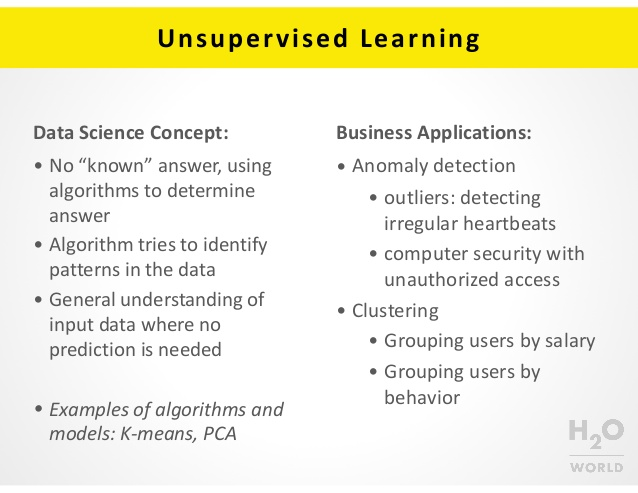 Unsupervised Learning
Data Science Concept:
• No “known” answer, using
algorithms to determine
answer
• Algorithm tries to identify
patterns in the data
• General understanding of
input data where no
prediction is needed
• Examples of algorithms and
models: K-means, PCA
Business Applications:
• Anomaly detection
• outliers: detecting
irregular heartbeats
• computer security with
unauthorized access
• Clustering
• Grouping users by salary
• Grouping users by
behavior
H2O
WORLD